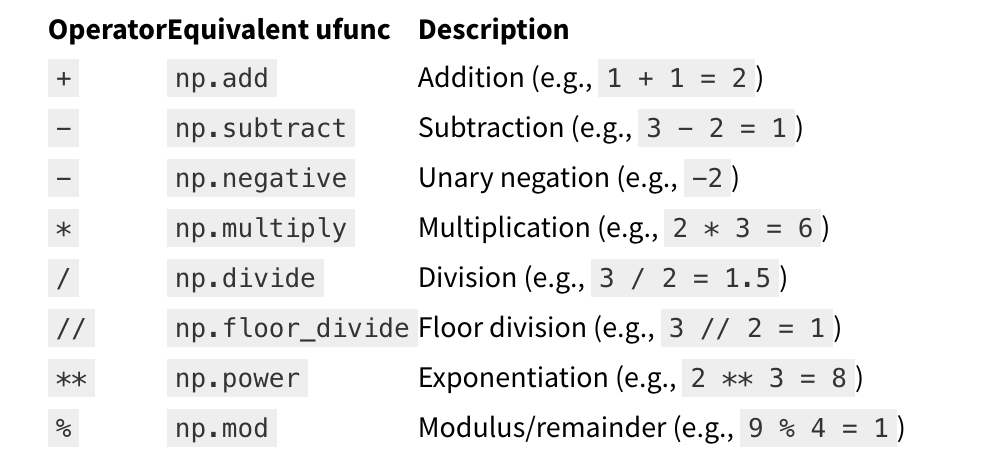 Operator Equivalent ufunc Description
+ np.add Addition (e.g., 1 + 1 = 2)
- np.subtract Subtraction (e.g., 3 - 2 = 1)
- np.negative Unary negation (e.g., -2)
* np.multiply Multiplication (e.g., 2 * 3 = 6)
/ np.divide Division (e.g., 3 / 2 = 1.5)
// np.floor_divide Floor division (e.g., 3 // 2 = 1)
** np.power Exponentiation (e.g., 2 ** 3 = 8)
% np.mod Modulus/remainder (e.g., 9 % 4 = 1)